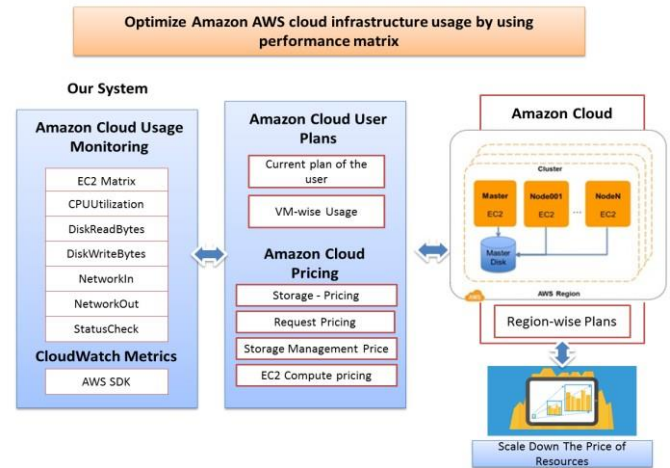 Optimize Amazon AWS cloud infrastructure usage by using
performance matrix
Our System
Amazon Cloud Usage
Monitoring
EC2 Matrix
CPUUtilization
DiskReadBytes
DiskWriteBytes
NetworkIn
NetworkOut
StatusCheck
CloudWatch Metrics
AWS SDK
Amazon Cloud User
Plans
Current plan of the
user
VM-wise Usage
Amazon Cloud
Pricing
Storage - Pricing
Request Pricing
Storage Management Price
EC2 Compute pricing
Amazon Cloud
Cluster
Master
EC2
Node001
EC2
...
NodeN
EC2
Master
Disk
AWS Region
Region-wise Plans
Scale Down The Price of
Resources